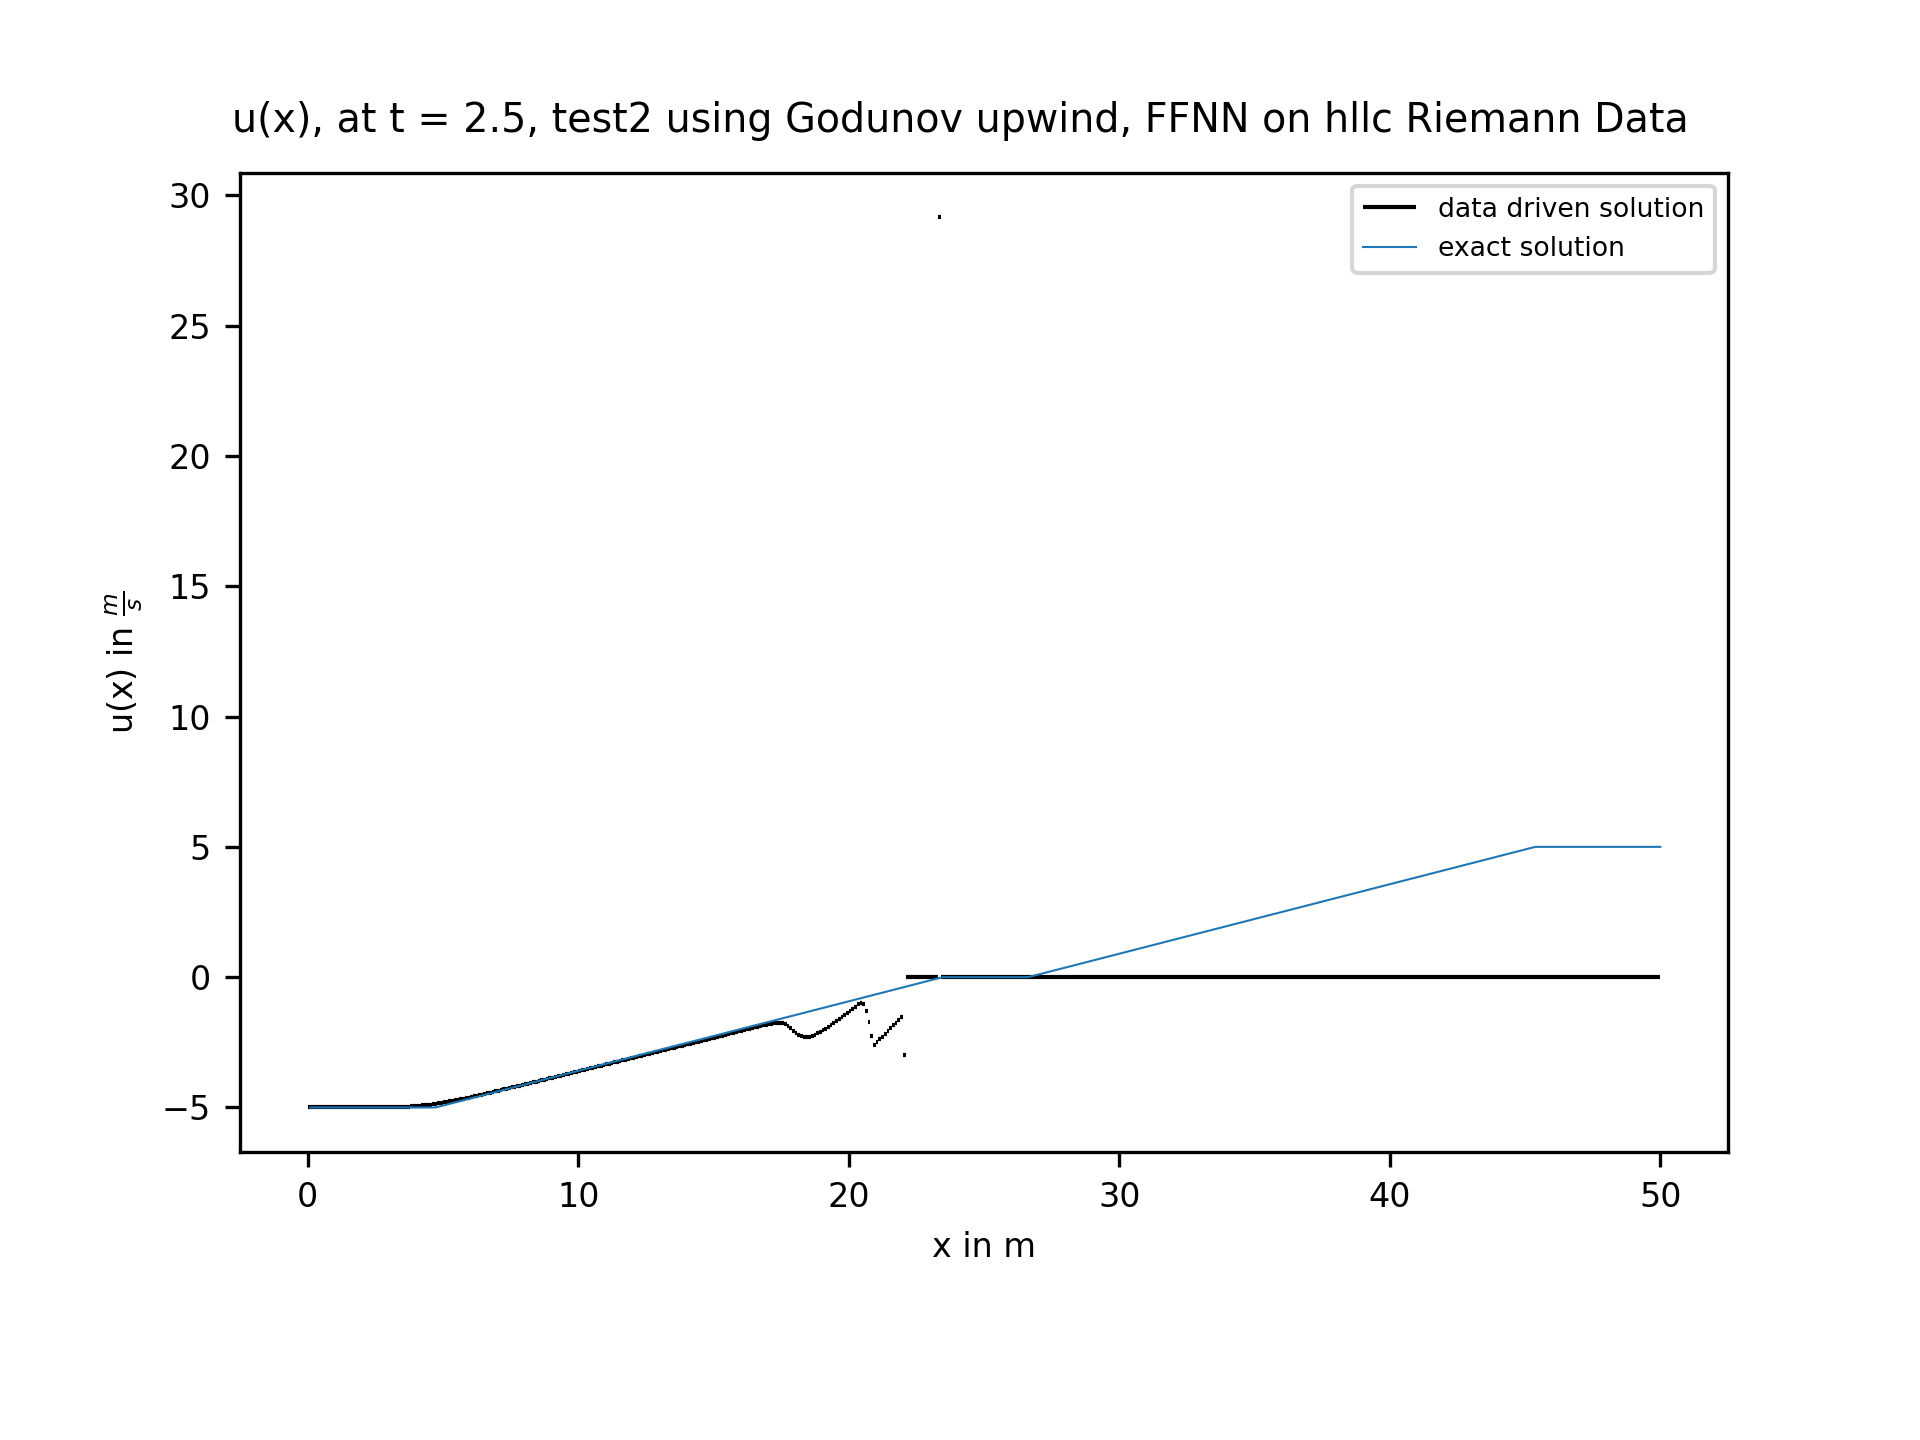 u(x), at t = 2.5, test2 using Godunov upwind, FFNN on hllc Riemann Data
data driven solution
exact solution
30
25
20
15
10
5
0
−5
u(x) in m/s
0 10 20 30 40 50
x in m